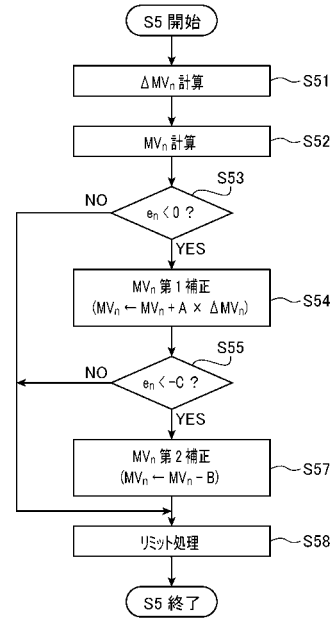 S5 開始
ΔMVn 計算
S51
MVn 計算
S52
S53
NO
en < 0 ?
YES
MVn 第1補正
(MVn ← MVn + A × ΔMVn)
S54
S55
NO
en < -C ?
YES
MVn 第2補正
(MVn ← MVn − B)
S57
リミット処理
S58
S5 終了